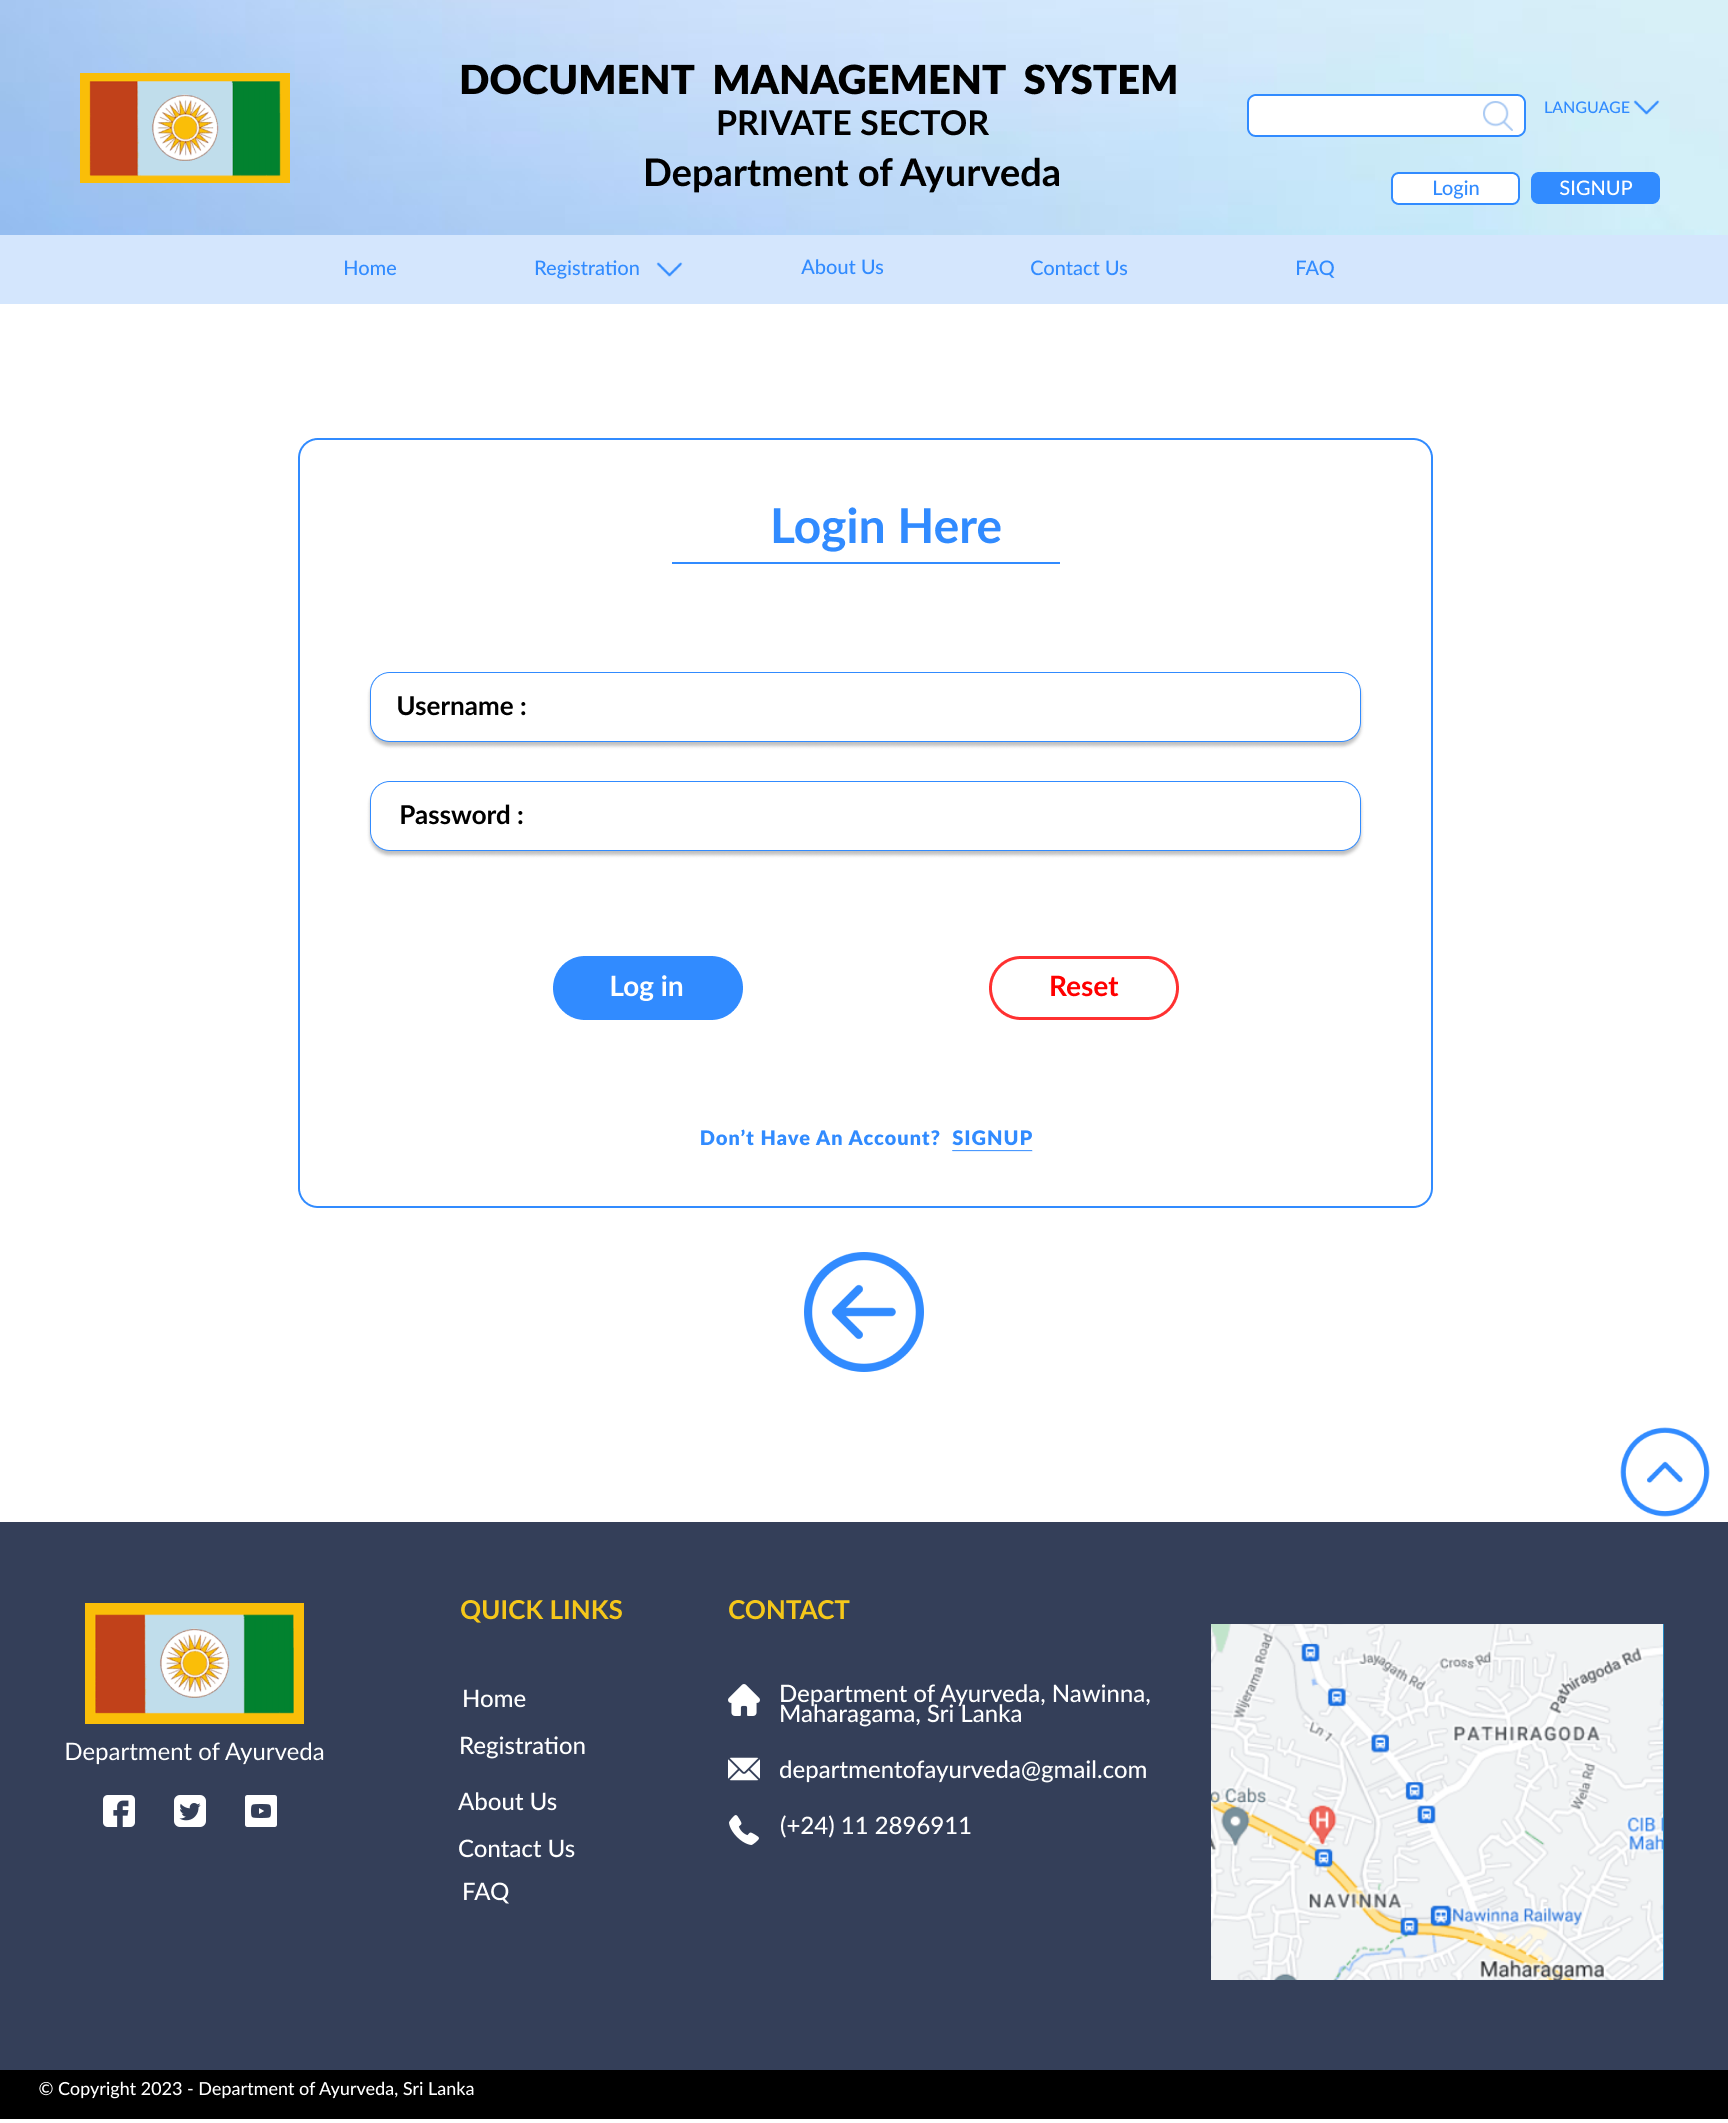 DOCUMENT MANAGEMENT SYSTEM
PRIVATE SECTOR
Department of Ayurveda
LANGUAGE
Login
SIGNUP
Home
Registration
About Us
Contact Us
FAQ
Login Here
Username :
Password :
Log in
Reset
Don’t Have An Account? SIGNUP
Department of Ayurveda
QUICK LINKS
Home
Registration
About Us
Contact Us
FAQ
CONTACT
Department of Ayurveda, Nawinna,
Maharagama, Sri Lanka
departmentofayurveda@gmail.com
(+24) 11 2896911
Wijerama Road
Jayagath Rd
Cross Rd
Pathiragoda Rd
Ln 1
PATHIRAGODA
Wela Rd
o Cabs
H
CIB
Mah
NAVINNA
Nawinna Railway
Maharagama
© Copyright 2023 - Department of Ayurveda, Sri Lanka